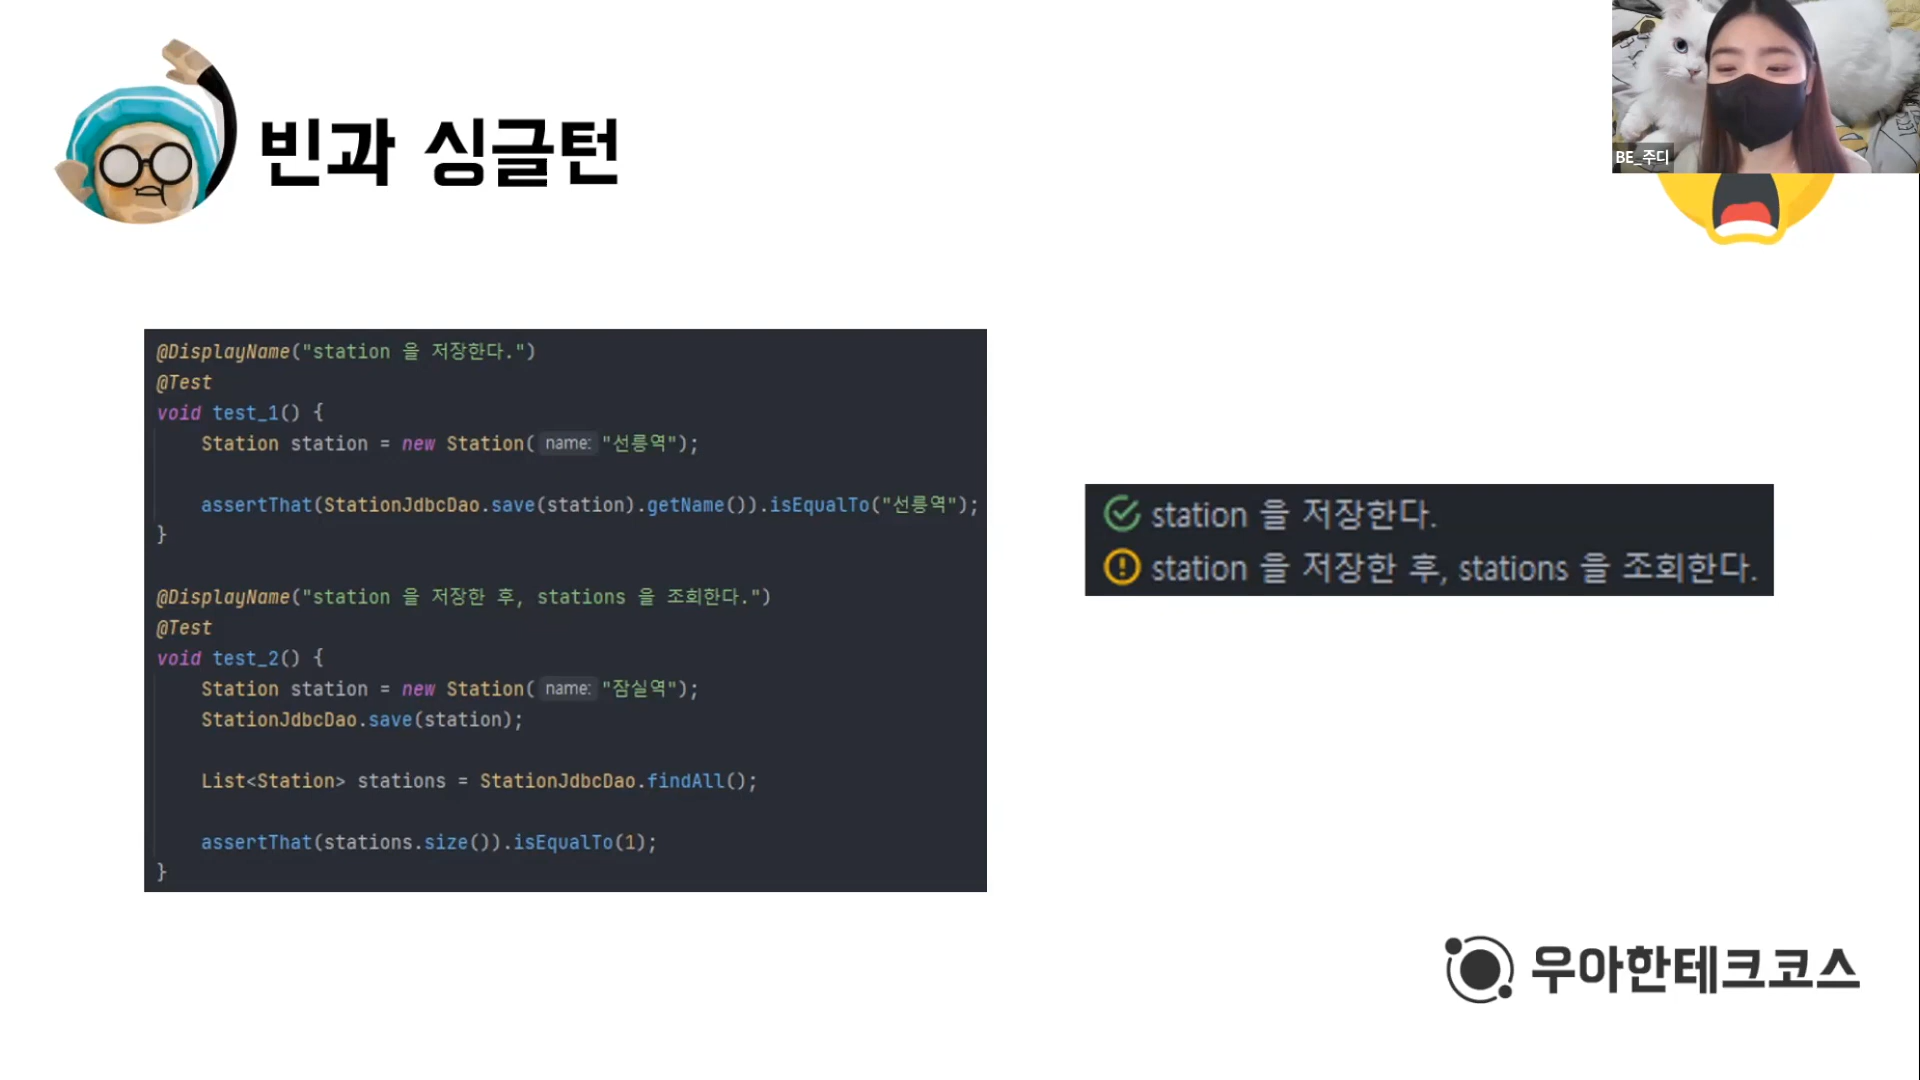 빈과 싱글턴
BE_주디
@DisplayName("station 을 저장한다.")
@Test
void test_1() {
Station station = new Station( name: "선릉역");
assertThat(StationJdbcDao.save(station).getName()).isEqualTo("선릉역");
}
@DisplayName("station 을 저장한 후, stations 을 조회한다.")
@Test
void test_2() {
Station station = new Station( name: "잠실역");
StationJdbcDao.save(station);
List<Station> stations = StationJdbcDao.findAll();
assertThat(stations.size()).isEqualTo(1);
}
station 을 저장한다.
station 을 저장한 후, stations 을 조회한다.
우아한테크코스